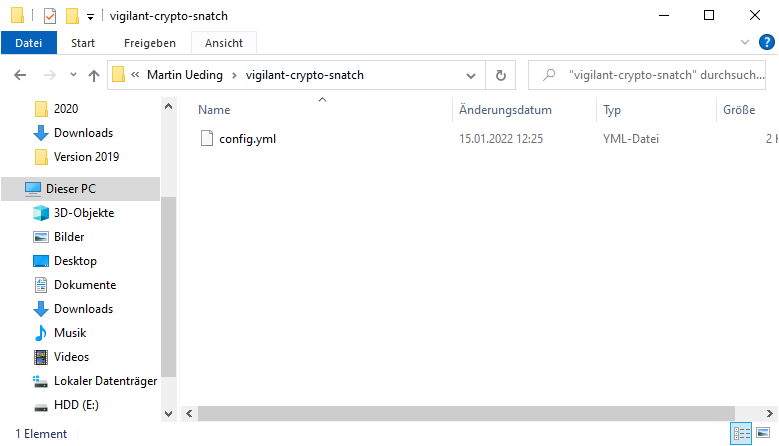 vigilant-crypto-snatch
Datei Start Freigeben Ansicht
« Martin Ueding › vigilant-crypto-snatch
"vigilant-crypto-snatch" durchsuch...
Name Änderungsdatum Typ Größe
config.yml 15.01.2022 12:25 YML-Datei 2
2020
Downloads
Version 2019
Dieser PC
3D-Objekte
Bilder
Desktop
Dokumente
Downloads
Musik
Videos
Lokaler Datenträger
HDD (E:)
1 Element